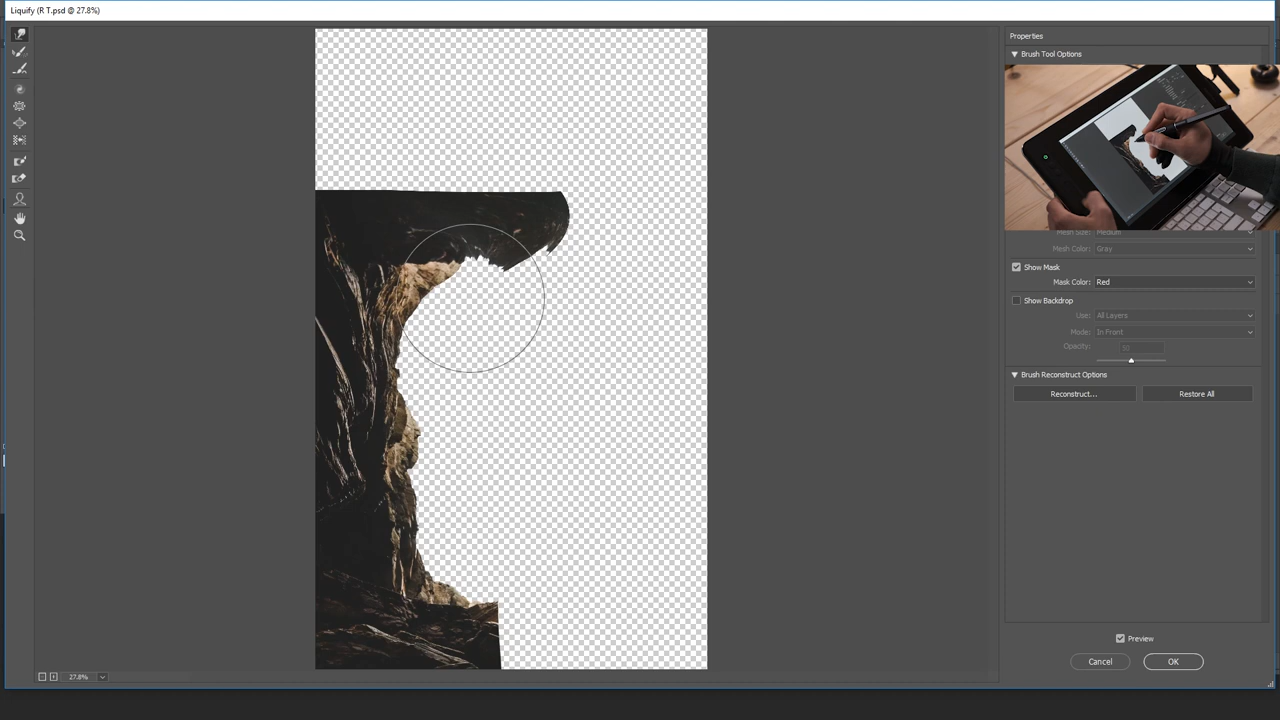 Liquify (R T.psd @ 27.8%)
Properties
Brush Tool Options
Mesh Size: Medium
Mesh Color: Gray
Show Mask
Mask Color: Red
Show Backdrop
Use: All Layers
Mode: In Front
Opacity: 50
Brush Reconstruct Options
Reconstruct...
Restore All
Preview
Cancel
OK
27.8%